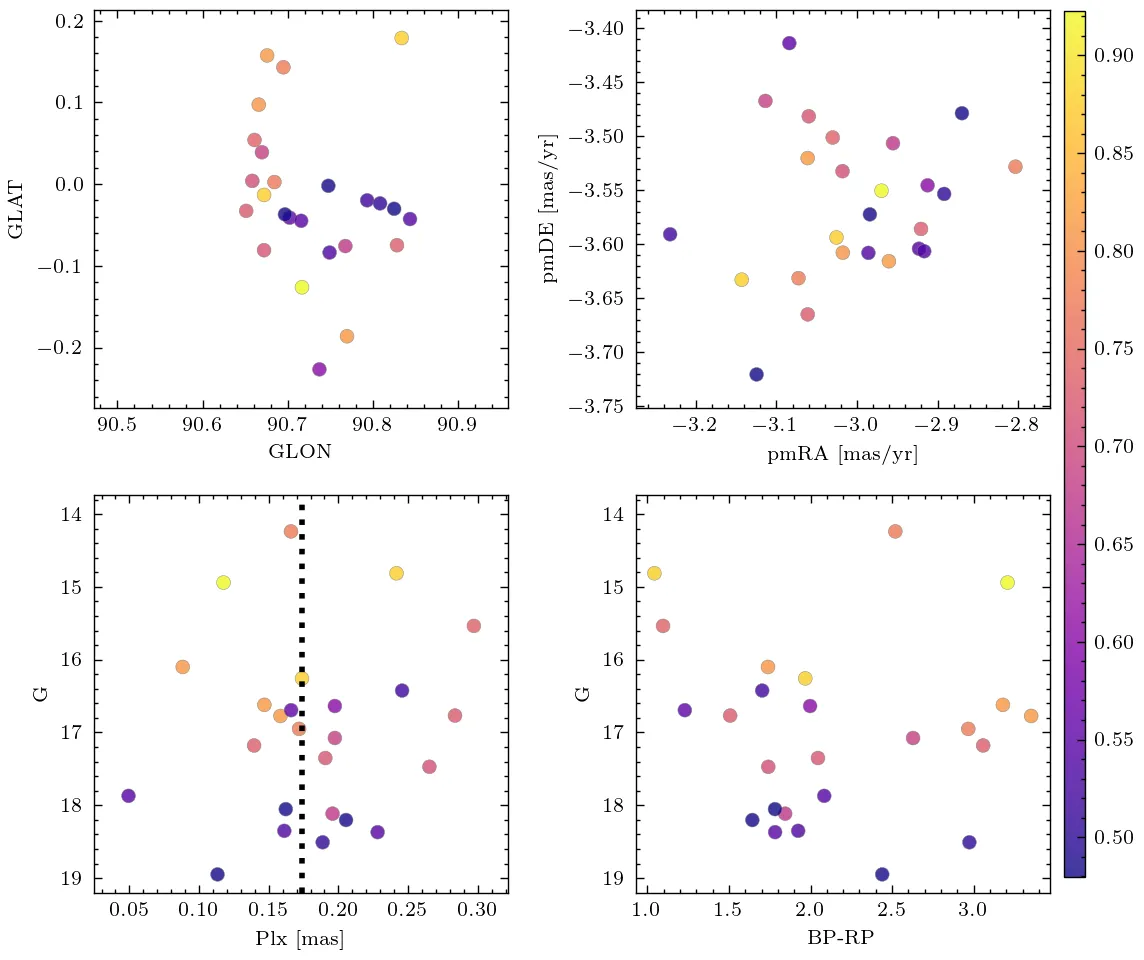 0.2
0.1
0.0
−0.1
−0.2
GLAT
90.5 90.6 90.7 90.8 90.9
GLON
−3.40
−3.45
−3.50
−3.55
−3.60
−3.65
−3.70
−3.75
pmDE [mas/yr]
−3.2 −3.1 −3.0 −2.9 −2.8
pmRA [mas/yr]
14
15
16
17
18
19
G
0.05 0.10 0.15 0.20 0.25 0.30
Plx [mas]
14
15
16
17
18
19
G
1.0 1.5 2.0 2.5 3.0
BP-RP
0.90
0.85
0.80
0.75
0.70
0.65
0.60
0.55
0.50